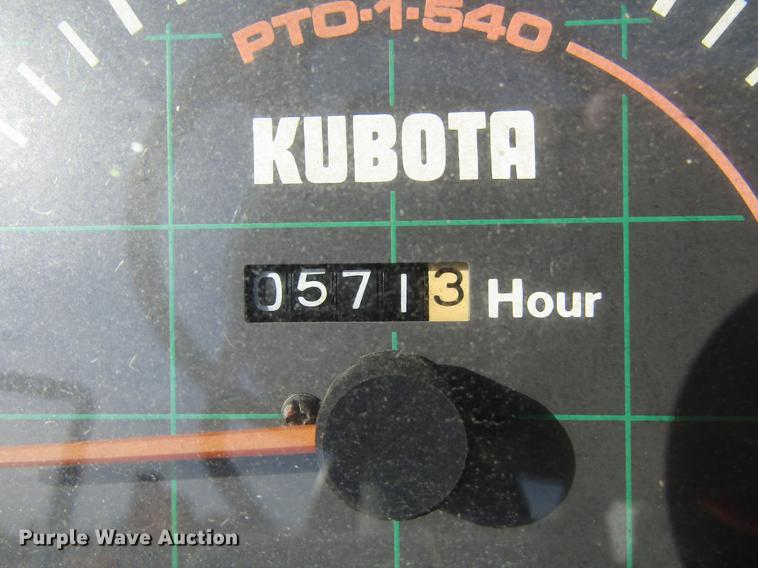 PTO-1-540
KUBOTA
05713 Hour
Purple Wave Auction